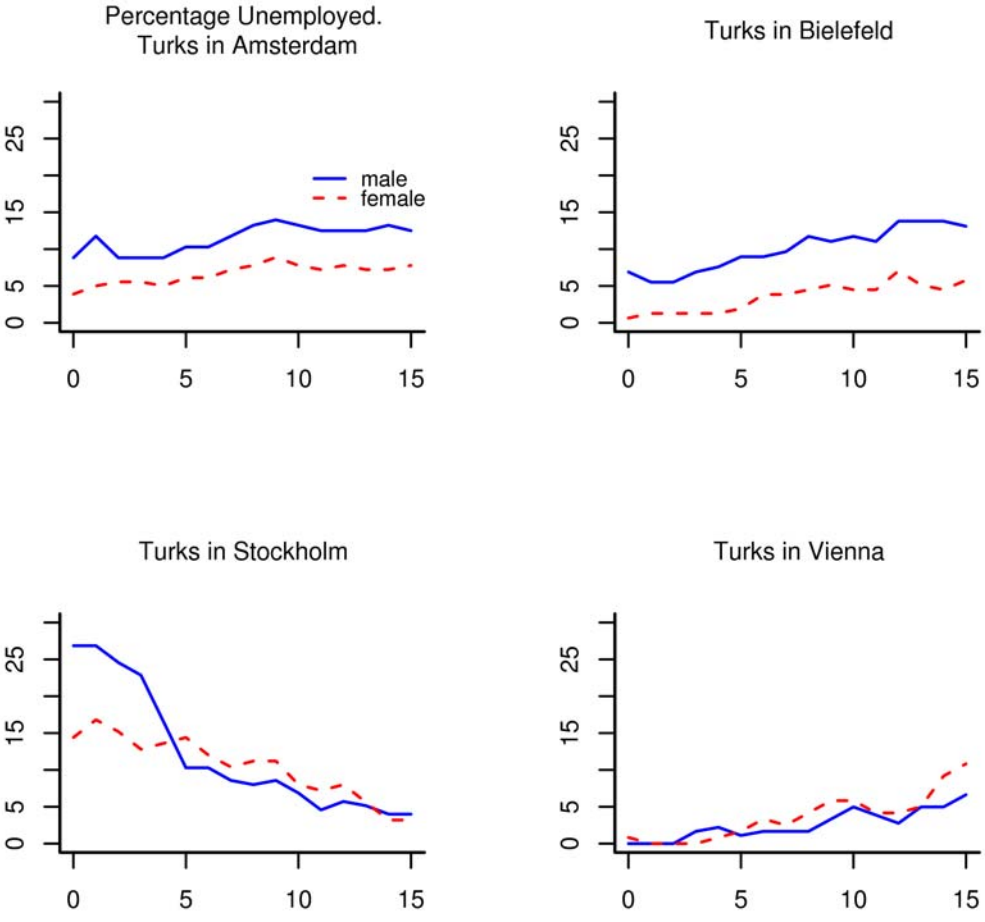 Percentage Unemployed.
Turks in Amsterdam
Turks in Bielefeld
25
15
5
0
male
female
0 5 10 15
25
15
5
0
0 5 10 15
Turks in Stockholm
Turks in Vienna
25
15
5
0
0 5 10 15
25
15
5
0
0 5 10 15